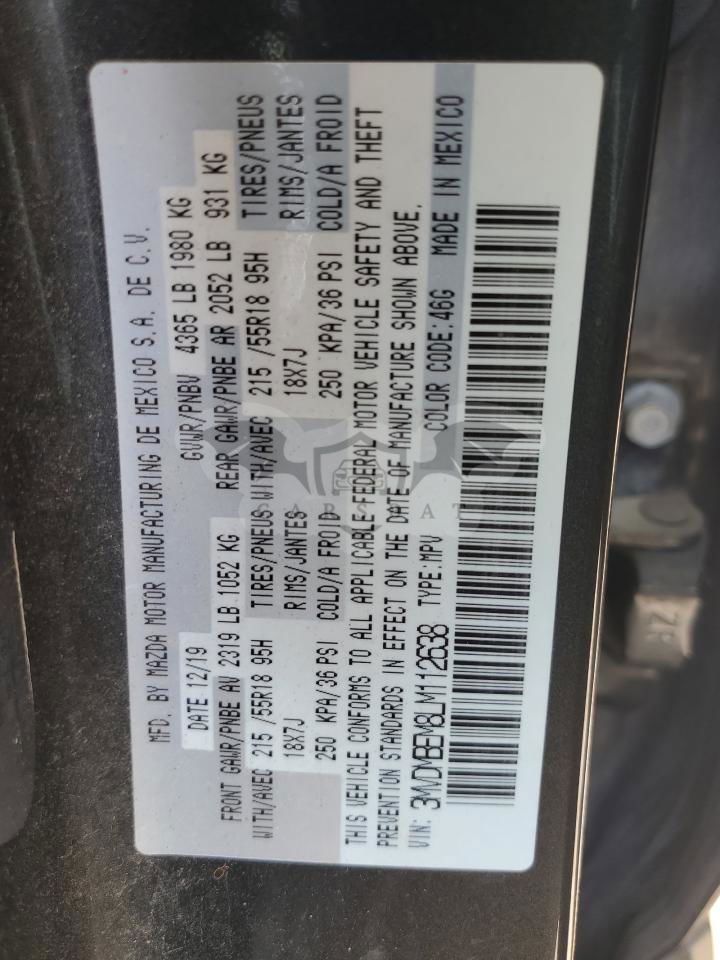 MFD. BY MAZDA MOTOR MANUFACTURING DE MEXICO S.A. DE C.V.
DATE 12/19 GVWR/PNBV 4365 LB 1980 KG
FRONT GAWR/PNBE AV 2319 LB 1052 KG REAR GAWR/PNBE AR 2052 LB 931 KG
WITH/AVEC 215 /55R18 95H TIRES/PNEUS WITH/AVEC 215 /55R18 95H TIRES/PNEUS
18X7J RIMS/JANTES 18X7J RIMS/JANTES
250 KPA/36 PSI COLD/A FROID 250 KPA/36 PSI COLD/A FROID
THIS VEHICLE CONFORMS TO ALL APPLICABLE FEDERAL MOTOR VEHICLE SAFETY AND THEFT
PREVENTION STANDARDS IN EFFECT ON THE DATE OF MANUFACTURE SHOWN ABOVE.
VIN: 3MVDMBEM8LM112638 TYPE:MPV COLOR CODE:46G MADE IN MEXICO